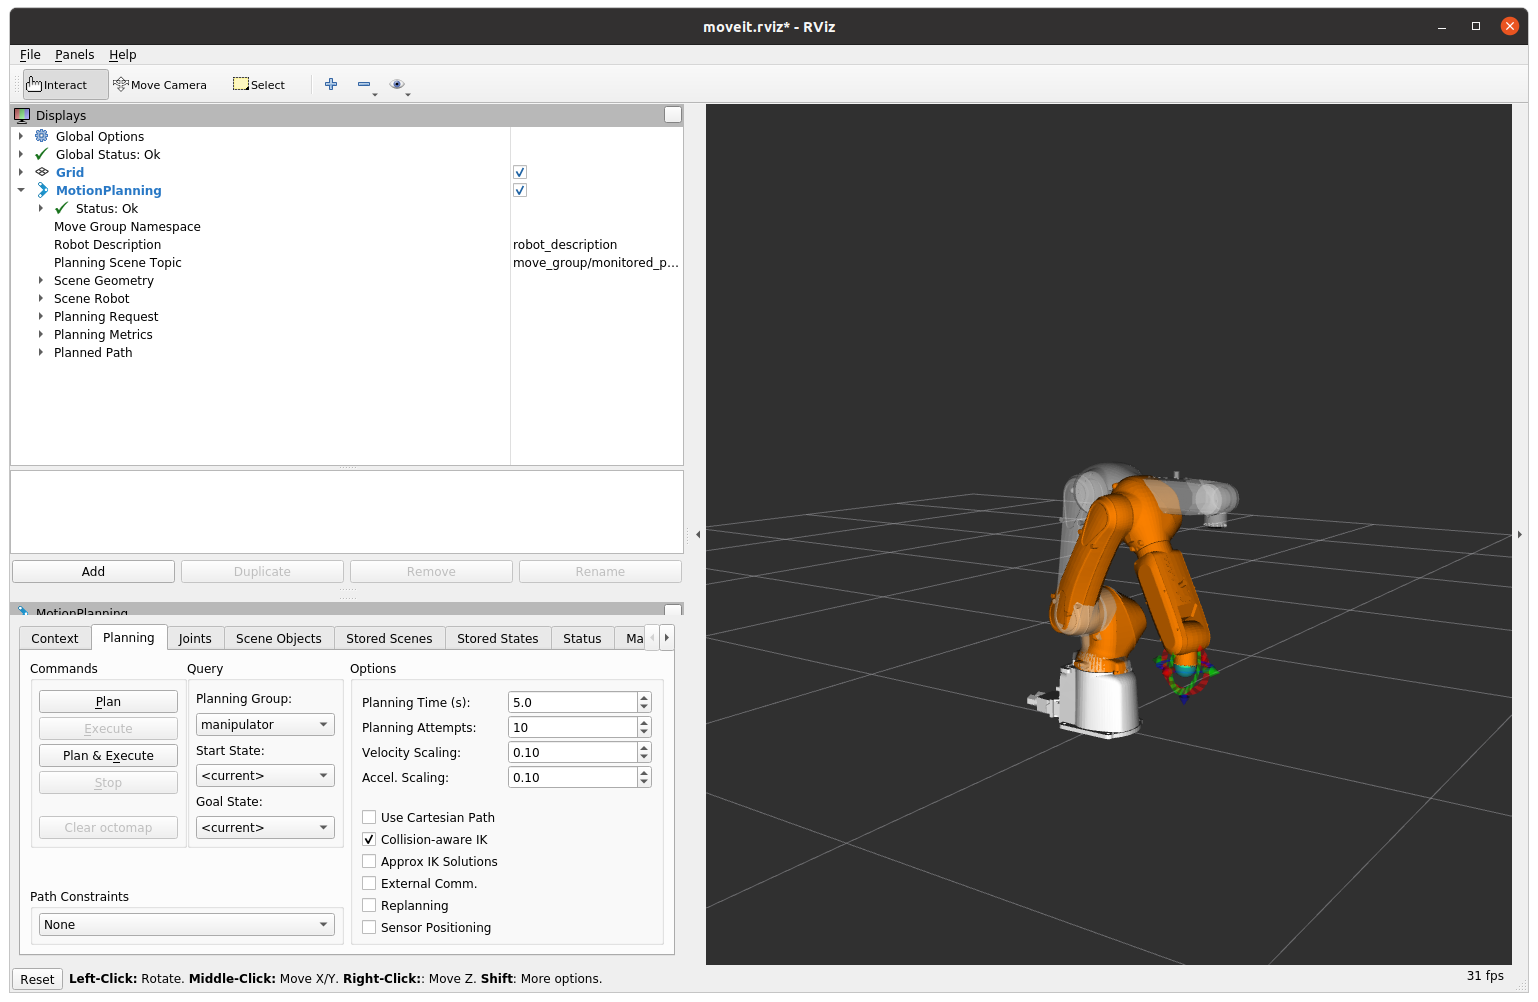 moveit.rviz* - RViz
File Panels Help
Interact Move Camera Select
Displays
Global Options
Global Status: Ok
Grid
MotionPlanning
Status: Ok
Move Group Namespace
Robot Description robot_description
Planning Scene Topic move_group/monitored_p...
Scene Geometry
Scene Robot
Planning Request
Planning Metrics
Planned Path
Add Duplicate Remove Rename
MotionPlanning
Context Planning Joints Scene Objects Stored Scenes Stored States Status Ma
Commands Query Options
Plan
Execute
Plan & Execute
Stop
Clear octomap
Planning Group:
manipulator
Start State:
<current>
Goal State:
<current>
Path Constraints
None
Planning Time (s): 5.0
Planning Attempts: 10
Velocity Scaling: 0.10
Accel. Scaling: 0.10
Use Cartesian Path
Collision-aware IK
Approx IK Solutions
External Comm.
Replanning
Sensor Positioning
Reset Left-Click: Rotate. Middle-Click: Move X/Y. Right-Click:: Move Z. Shift: More options.
31 fps